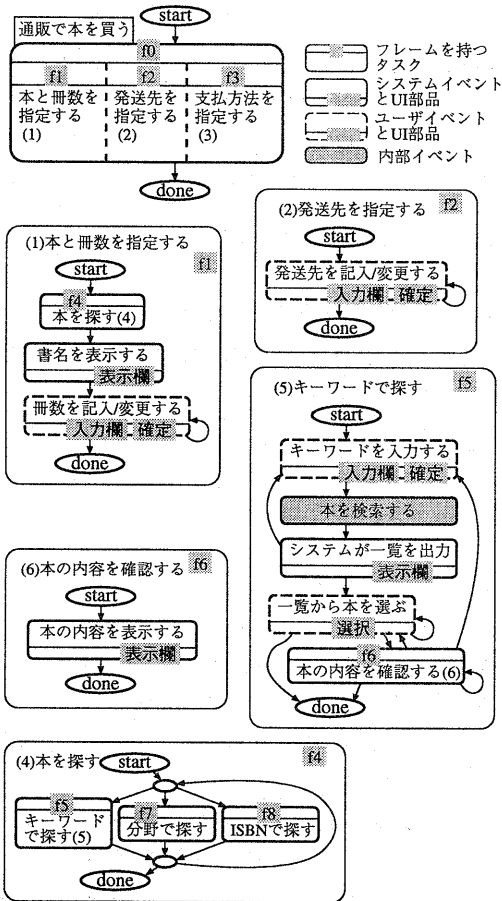 start
通販で本を買う
f0
f1 f2 f3
本と冊数を 発送先を 支払方法を
指定する 指定する 指定する
(1) (2) (3)
done
フレームを持つ
タスク
システムイベント
とUI部品
ユーザイベント
とUI部品
内部イベント
(1)本と冊数を指定する
f1
start
f4
本を探す(4)
書名を表示する
表示欄
冊数を記入/変更する
入力欄 確定
done
(2)発送先を指定する f2
start
発送先を記入/変更する
入力欄 確定
done
(5)キーワードで探す f5
start
キーワードを入力する
入力欄 確定
本を検索する
システムが一覧を出力
表示欄
一覧から本を選ぶ
選択
f6
本の内容を確認する(6)
done
(6)本の内容を確認する f6
start
本の内容を表示する
表示欄
done
(4)本を探す start f4
f5 f7 f8
キーワード
で探す(5) 分野で探す ISBNで探す
done